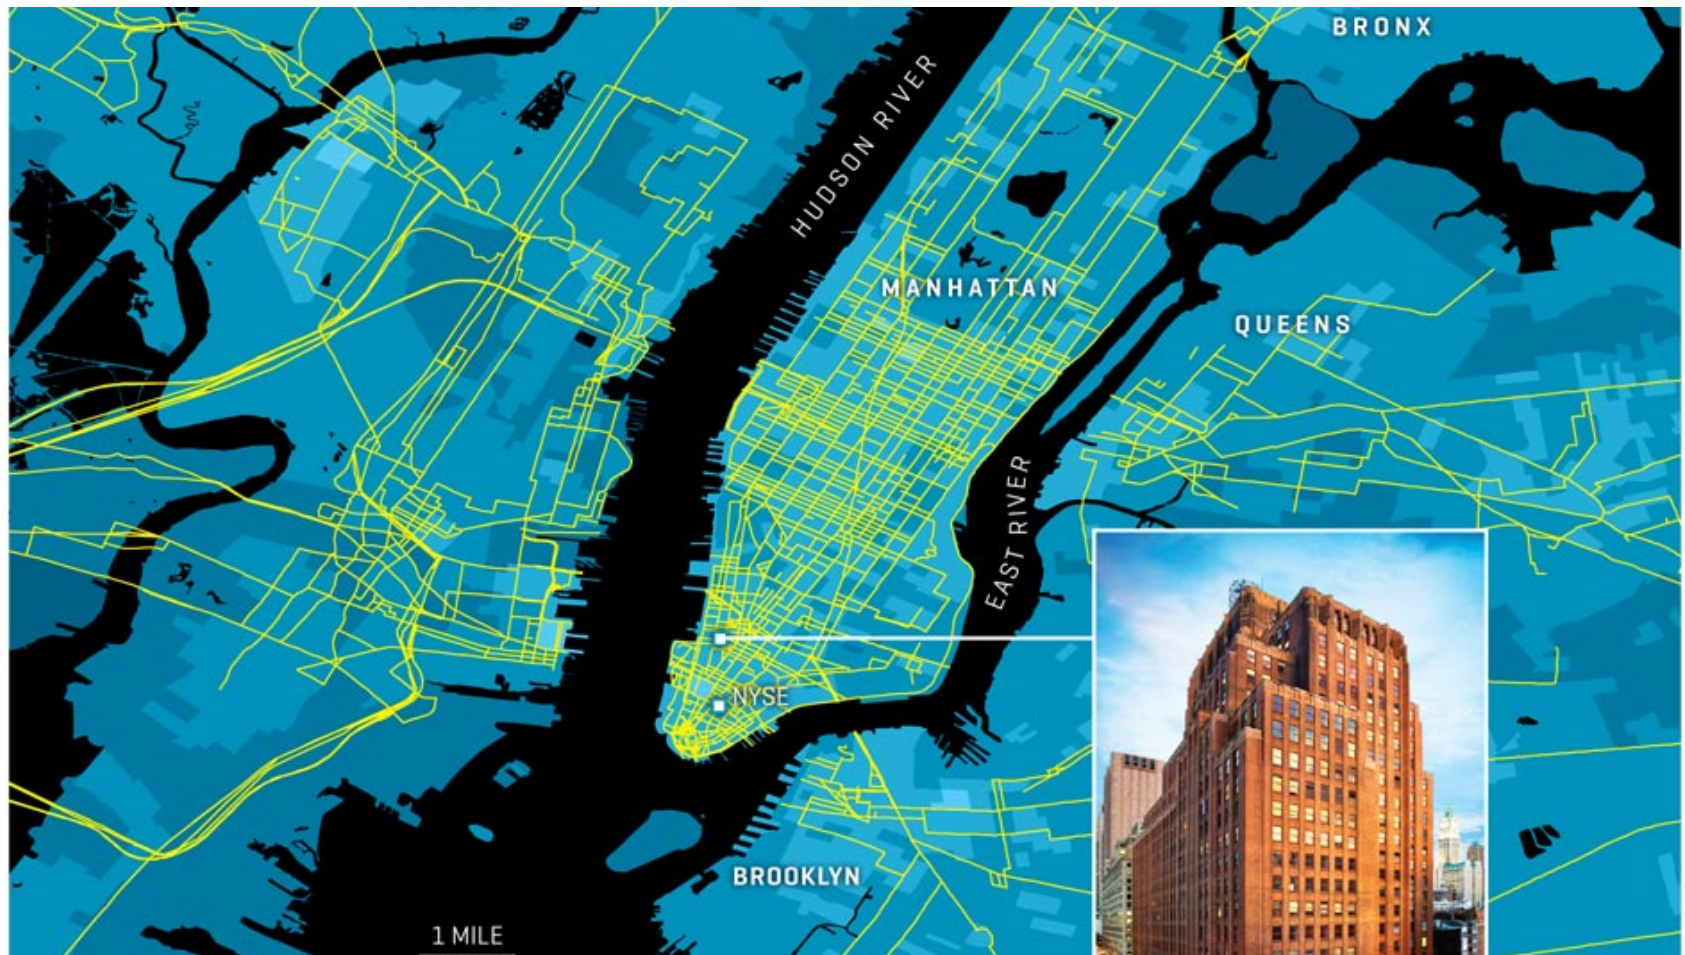 BRONX
HUDSON RIVER
MANHATTAN
QUEENS
EAST RIVER
NYSE
BROOKLYN
1 MILE